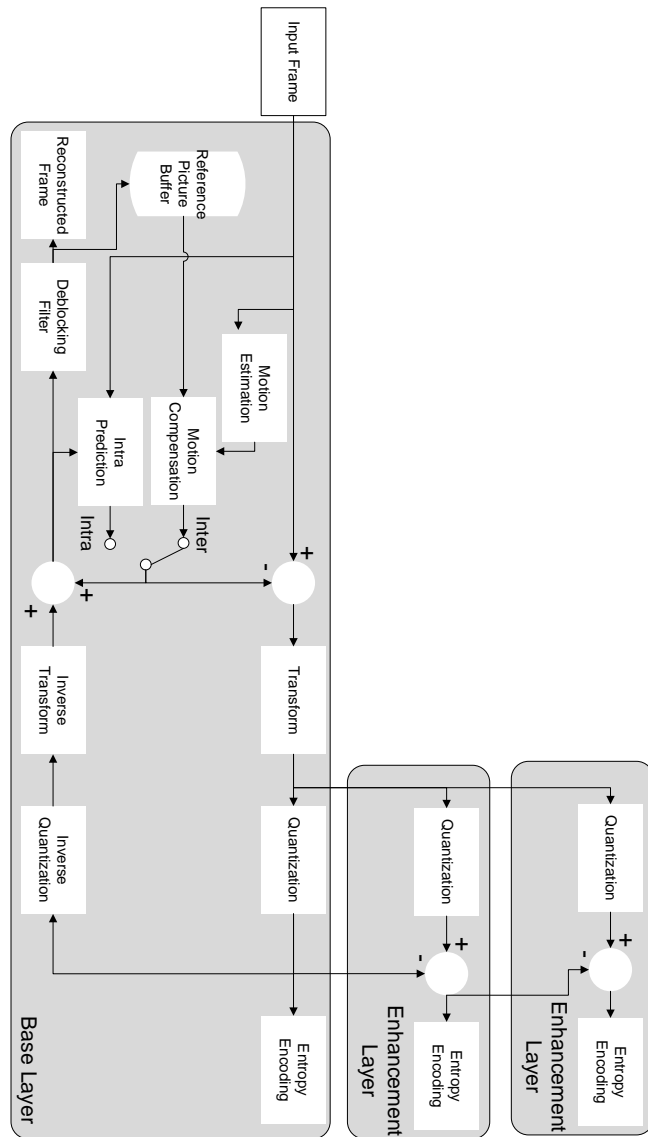 Input Frame
Entropy
Encoding
Quantization
+
-
Enhancement
Layer
Entropy
Encoding
Quantization
+
-
Enhancement
Layer
Transform
Quantization
Entropy
Encoding
+
-
Motion
Estimation
Motion
Compensation
Inter
Reference
Picture
Buffer
Intra
Prediction
Intra
Reconstructed
Frame
Deblocking
Filter
+
+
Inverse
Transform
Inverse
Quantization
Base Layer